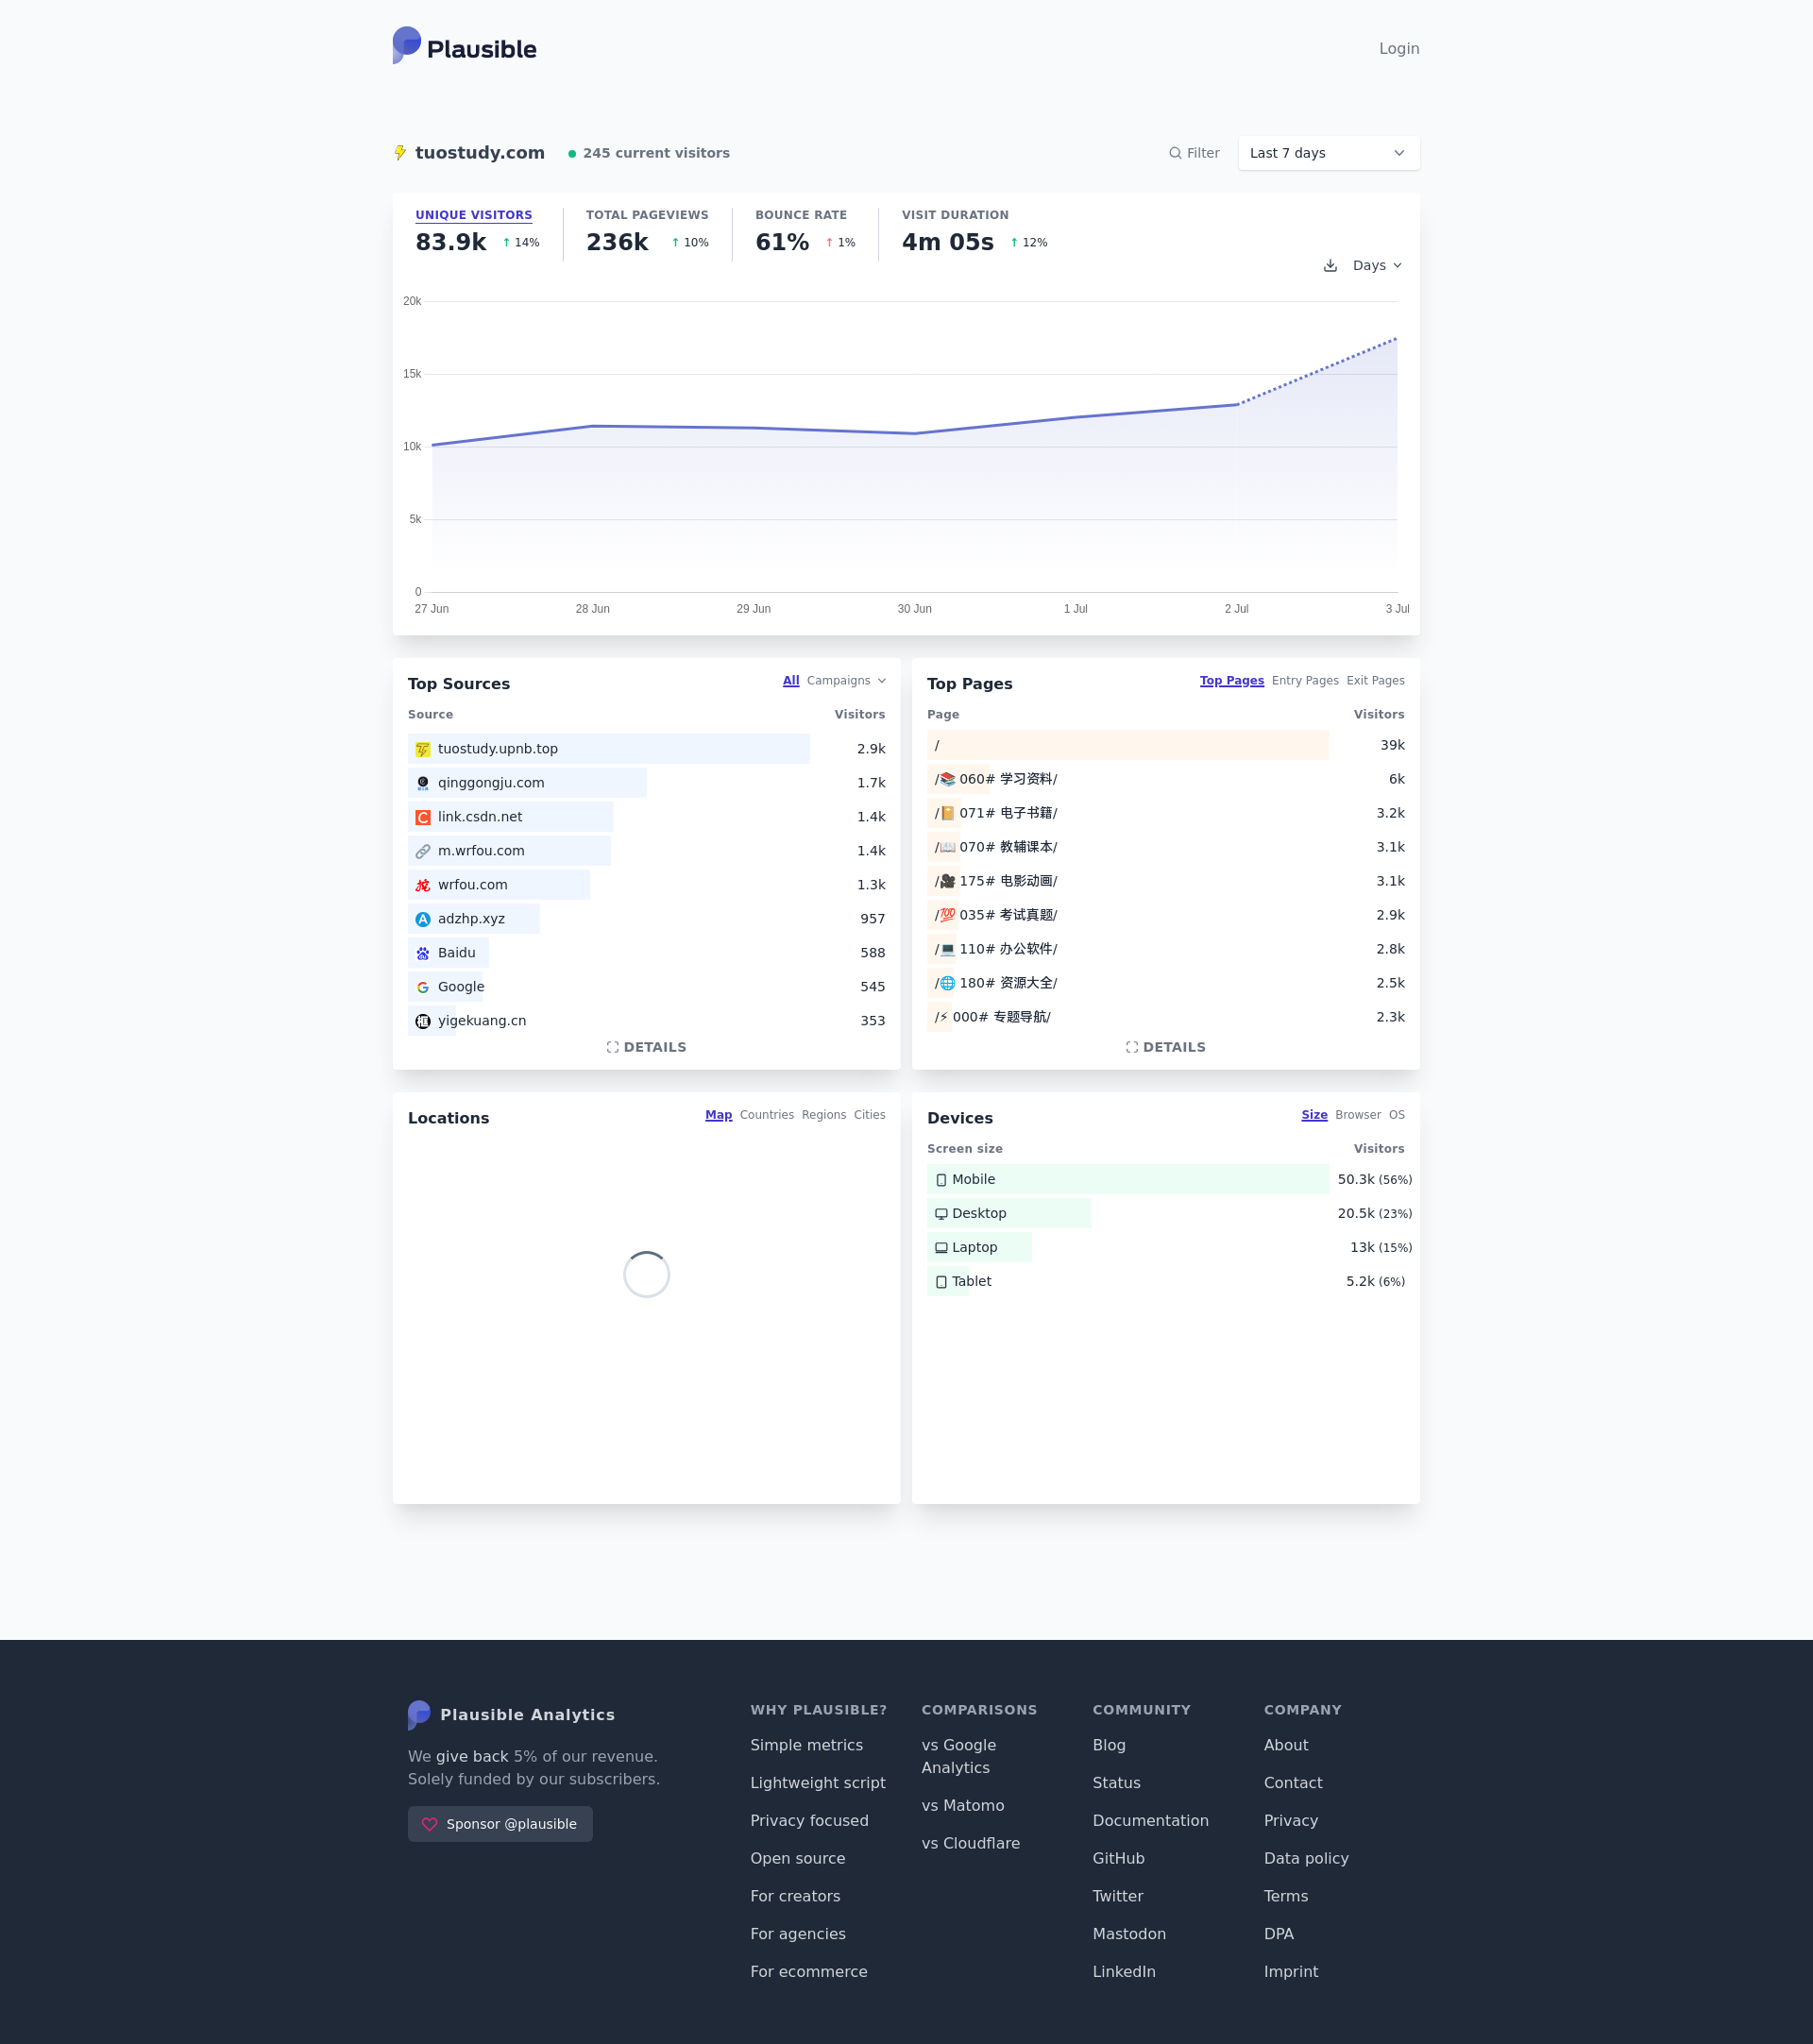 Plausible
Login
tuostudy.com
245 current visitors
Filter
Last 7 days
UNIQUE VISITORS
83.9k ↑ 14%
TOTAL PAGEVIEWS
236k ↑ 10%
BOUNCE RATE
61% ↑ 1%
VISIT DURATION
4m 05s ↑ 12%
Days
20k
15k
10k
5k
0
27 Jun
28 Jun
29 Jun
30 Jun
1 Jul
2 Jul
3 Jul
Top Sources
All Campaigns
Source Visitors
tuostudy.upnb.top 2.9k
qinggongju.com 1.7k
link.csdn.net 1.4k
m.wrfou.com 1.4k
wrfou.com 1.3k
adzhp.xyz 957
Baidu 588
Google 545
yigekuang.cn 353
DETAILS
Top Pages
Top Pages Entry Pages Exit Pages
Page Visitors
/ 39k
/📚 060# 学习资料/ 6k
/📔 071# 电子书籍/ 3.2k
/📖 070# 教辅课本/ 3.1k
/🎥 175# 电影动画/ 3.1k
/💯 035# 考试真题/ 2.9k
/💻 110# 办公软件/ 2.8k
/🌐 180# 资源大全/ 2.5k
/⚡ 000# 专题导航/ 2.3k
DETAILS
Locations
Map Countries Regions Cities
Devices
Size Browser OS
Screen size Visitors
Mobile 50.3k (56%)
Desktop 20.5k (23%)
Laptop 13k (15%)
Tablet 5.2k (6%)
Plausible Analytics
We give back 5% of our revenue.
Solely funded by our subscribers.
Sponsor @plausible
WHY PLAUSIBLE?
Simple metrics
Lightweight script
Privacy focused
Open source
For creators
For agencies
For ecommerce
COMPARISONS
vs Google
Analytics
vs Matomo
vs Cloudflare
COMMUNITY
Blog
Status
Documentation
GitHub
Twitter
Mastodon
LinkedIn
COMPANY
About
Contact
Privacy
Data policy
Terms
DPA
Imprint